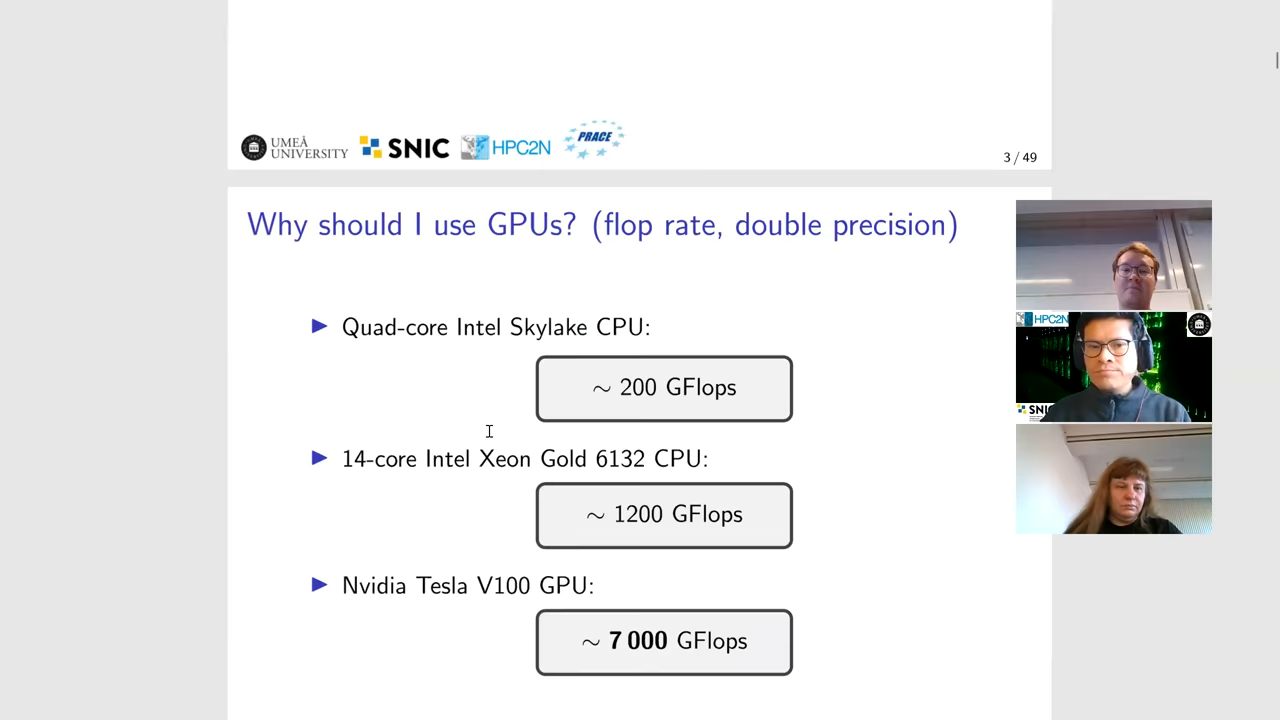 UMEÅ
UNIVERSITY
SNIC
HPC2N
PRACE
3 / 49
Why should I use GPUs? (flop rate, double precision)
▶ Quad-core Intel Skylake CPU:
∼ 200 GFlops
▶ 14-core Intel Xeon Gold 6132 CPU:
∼ 1200 GFlops
▶ Nvidia Tesla V100 GPU:
∼ 7 000 GFlops
HPC2N
SNIC